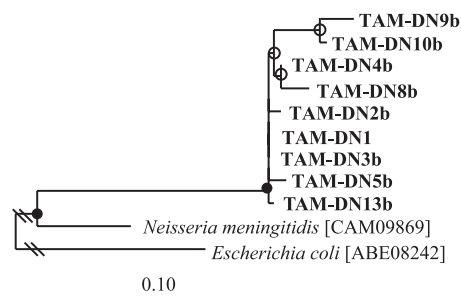 TAM-DN9b
TAM-DN10b
TAM-DN4b
TAM-DN8b
TAM-DN2b
TAM-DN1
TAM-DN3b
TAM-DN5b
TAM-DN13b
Neisseria meningitidis [CAM09869]
Escherichia coli [ABE08242]
0.10